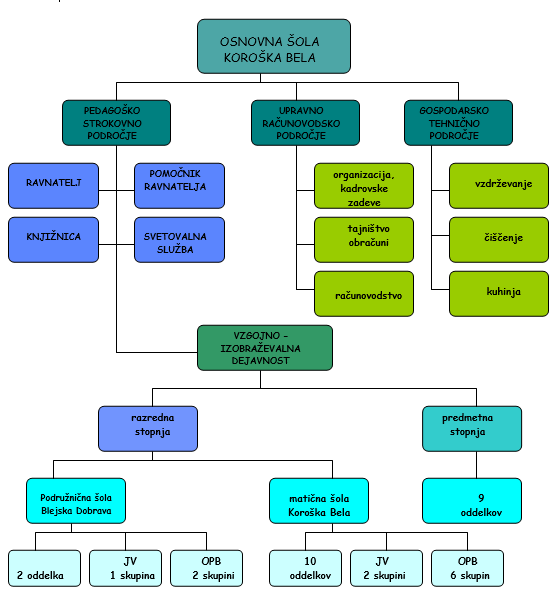 OSNOVNA ŠOLA
KOROŠKA BELA
PEDAGOŠKO
STROKOVNO
PODROČJE
UPRAVNO
RAČUNOVODSKO
PODROČJE
GOSPODARSKO
TEHNIČNO
PODROČJE
RAVNATELJ
POMOČNIK
RAVNATELJA
organizacija,
kadrovske
zadeve
vzdrževanje
KNJIŽNICA
SVETOVALNA
SLUŽBA
tajništvo
obračuni
čiščenje
računovodstvo
kuhinja
VZGOJNO –
IZOBRAŽEVALNA
DEJAVNOST
razredna
stopnja
predmetna
stopnja
Podružnična šola
Blejska Dobrava
matična šola
Koroška Bela
9
oddelkov
2 oddelka
JV
1 skupina
OPB
2 skupini
10
oddelkov
JV
2 skupini
OPB
6 skupin